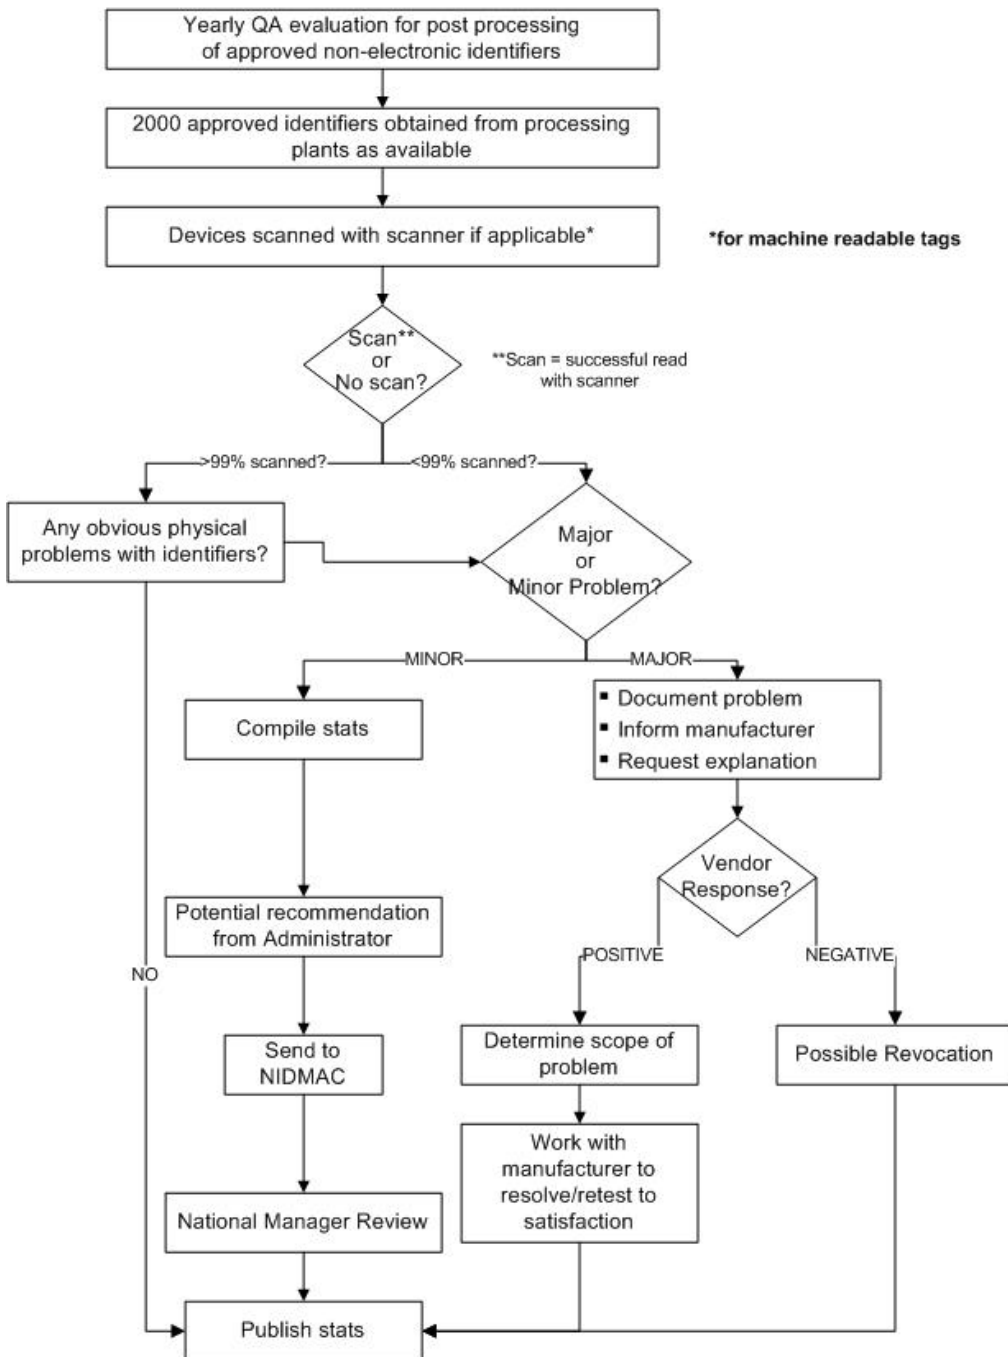 Yearly QA evaluation for post processing
of approved non-electronic identifiers
2000 approved identifiers obtained from processing
plants as available
Devices scanned with scanner if applicable*
*for machine readable tags
Scan**
or
No scan?
**Scan = successful read
with scanner
>99% scanned?
<99% scanned?
Any obvious physical
problems with identifiers?
Major
or
Minor Problem?
MINOR
MAJOR
Compile stats
▪ Document problem
▪ Inform manufacturer
▪ Request explanation
Vendor
Response?
Potential recommendation
from Administrator
POSITIVE
NEGATIVE
NO
Send to
NIDMAC
Determine scope of
problem
Possible Revocation
Work with
manufacturer to
resolve/retest to
satisfaction
National Manager Review
Publish stats